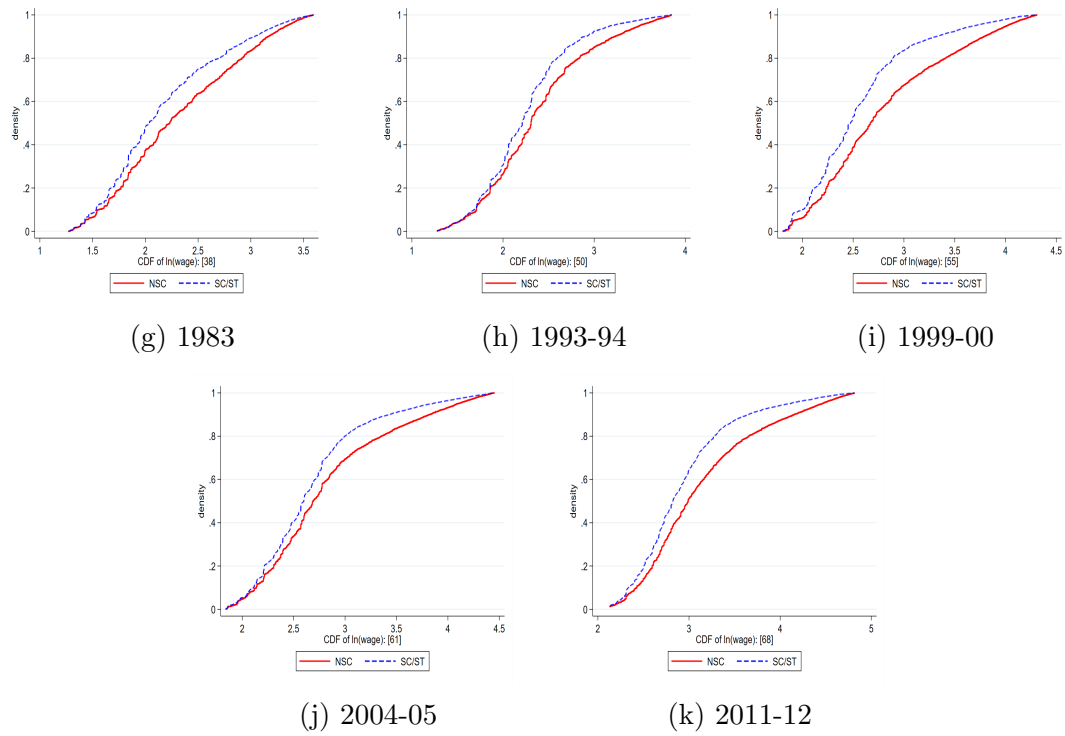 density
1
.8
.6
.4
.2
0
1 1.5 2 2.5 3 3.5
CDF of ln(wage): [38]
NSC SC/ST
(g) 1983
density
1
.8
.6
.4
.2
0
1 2 3 4
CDF of ln(wage): [50]
NSC SC/ST
(h) 1993-94
density
1
.8
.6
.4
.2
0
2 2.5 3 3.5 4 4.5
CDF of ln(wage): [55]
NSC SC/ST
(i) 1999-00
density
1
.8
.6
.4
.2
0
2 2.5 3 3.5 4 4.5
CDF of ln(wage): [61]
NSC SC/ST
(j) 2004-05
density
1
.8
.6
.4
.2
0
2 3 4 5
CDF of ln(wage): [68]
NSC SC/ST
(k) 2011-12